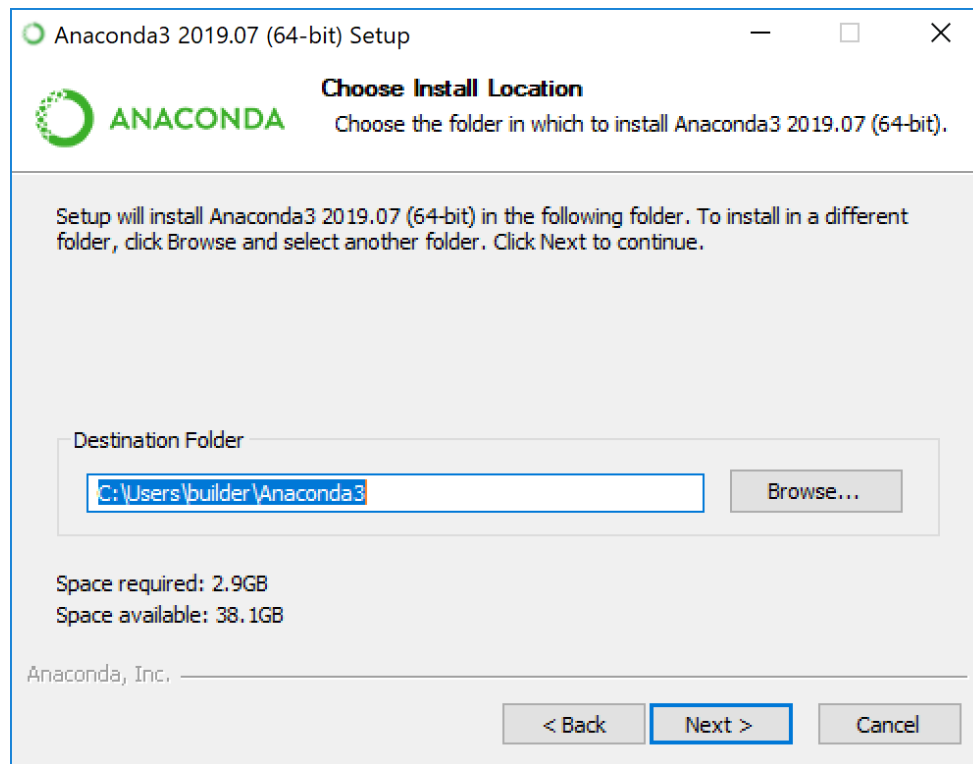 Anaconda3 2019.07 (64-bit) Setup
ANACONDA
Choose Install Location
Choose the folder in which to install Anaconda3 2019.07 (64-bit).
Setup will install Anaconda3 2019.07 (64-bit) in the following folder. To install in a different
folder, click Browse and select another folder. Click Next to continue.
Destination Folder
C:\Users\builder\Anaconda3
Browse...
Space required: 2.9GB
Space available: 38.1GB
Anaconda, Inc.
< Back
Next >
Cancel